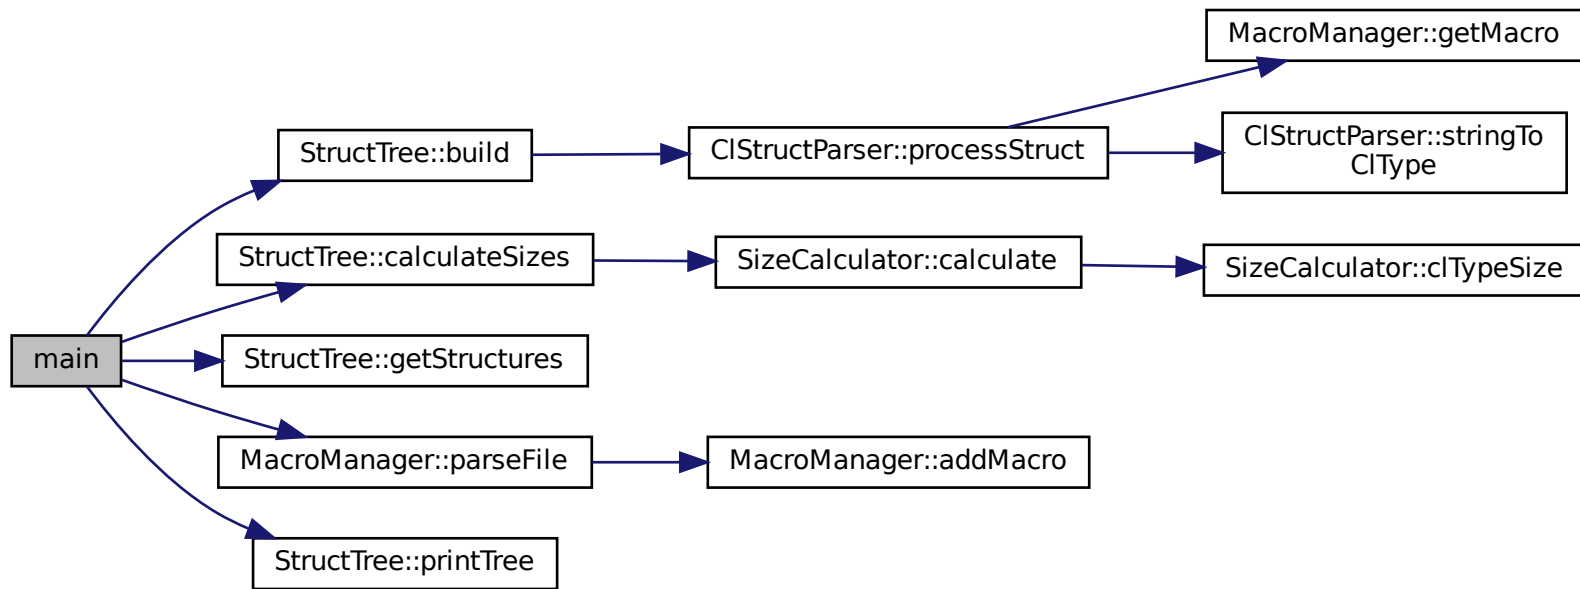 MacroManager::getMacro
StructTree::build
ClStructParser::processStruct
ClStructParser::stringTo
ClType
StructTree::calculateSizes
SizeCalculator::calculate
SizeCalculator::clTypeSize
main
StructTree::getStructures
MacroManager::parseFile
MacroManager::addMacro
StructTree::printTree